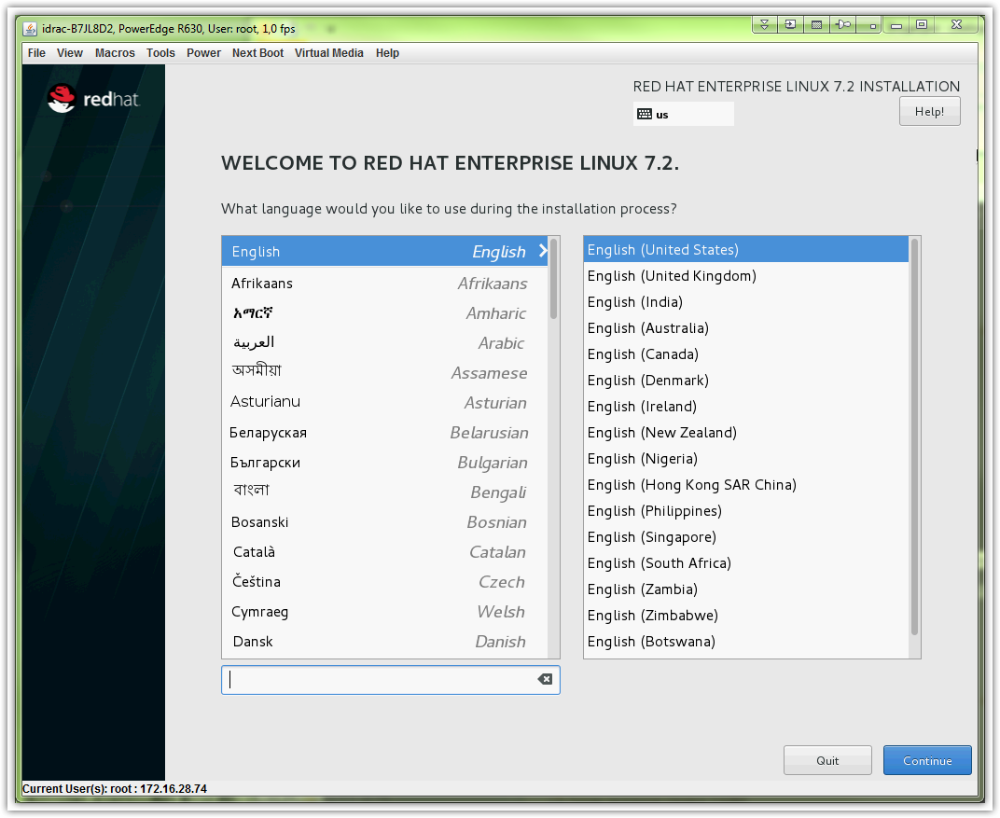 idrac-B7JL8D2, PowerEdge R630, User: root, 1,0 fps
File View Macros Tools Power Next Boot Virtual Media Help
redhat
RED HAT ENTERPRISE LINUX 7.2 INSTALLATION
us
Help!
WELCOME TO RED HAT ENTERPRISE LINUX 7.2.
What language would you like to use during the installation process?
English English
Afrikaans Afrikaans
አማርኛ Amharic
العربية Arabic
অসমীয়া Assamese
Asturianu Asturian
Беларуская Belarusian
Български Bulgarian
বাংলা Bengali
Bosanski Bosnian
Català Catalan
Čeština Czech
Cymraeg Welsh
Dansk Danish
English (United States)
English (United Kingdom)
English (India)
English (Australia)
English (Canada)
English (Denmark)
English (Ireland)
English (New Zealand)
English (Nigeria)
English (Hong Kong SAR China)
English (Philippines)
English (Singapore)
English (South Africa)
English (Zambia)
English (Zimbabwe)
English (Botswana)
Quit
Continue
Current User(s): root : 172.16.28.74